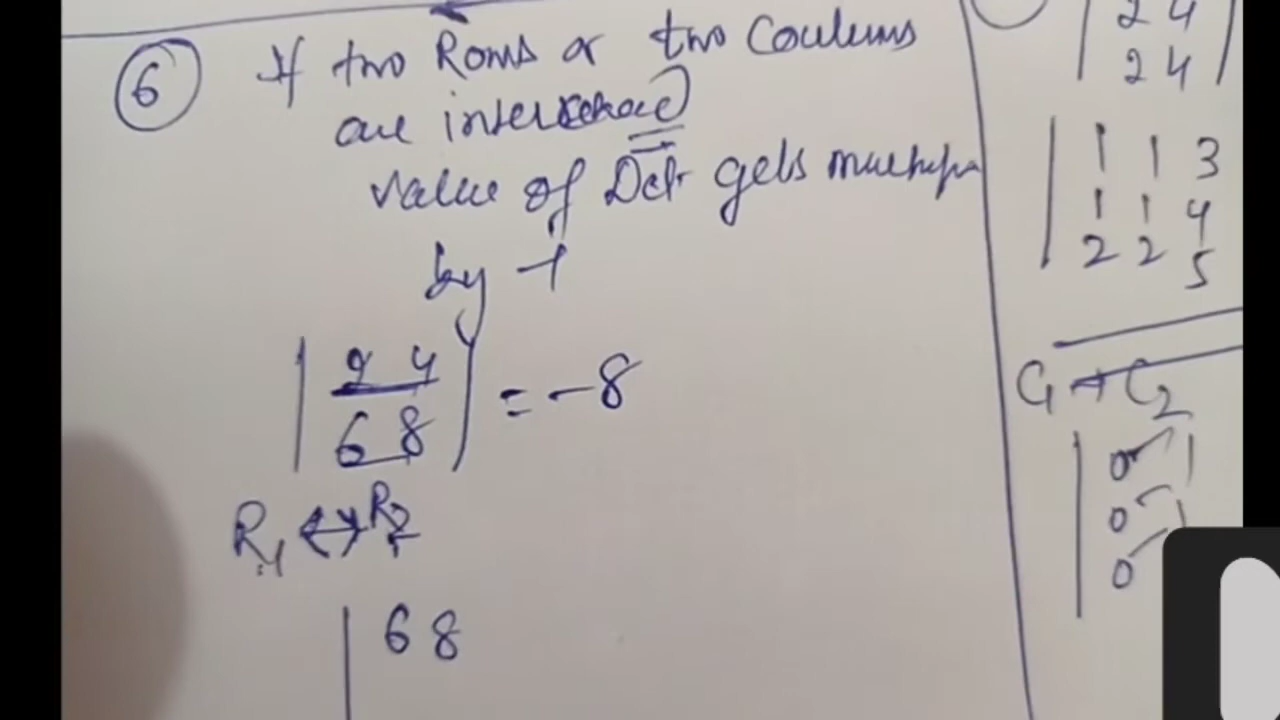 6 If two Rows or two Coulums
are interchace
value of Det gets multipl
by -1
| 2 4 |
| 6 8 | = -8
R1 ↔ R2
| 6 8
| 2 4 |
| 2 4 |
| 1 1 3
| 1 1 4
| 2 2 5
C1 → C2
| 0 1
| 0 1
| 0